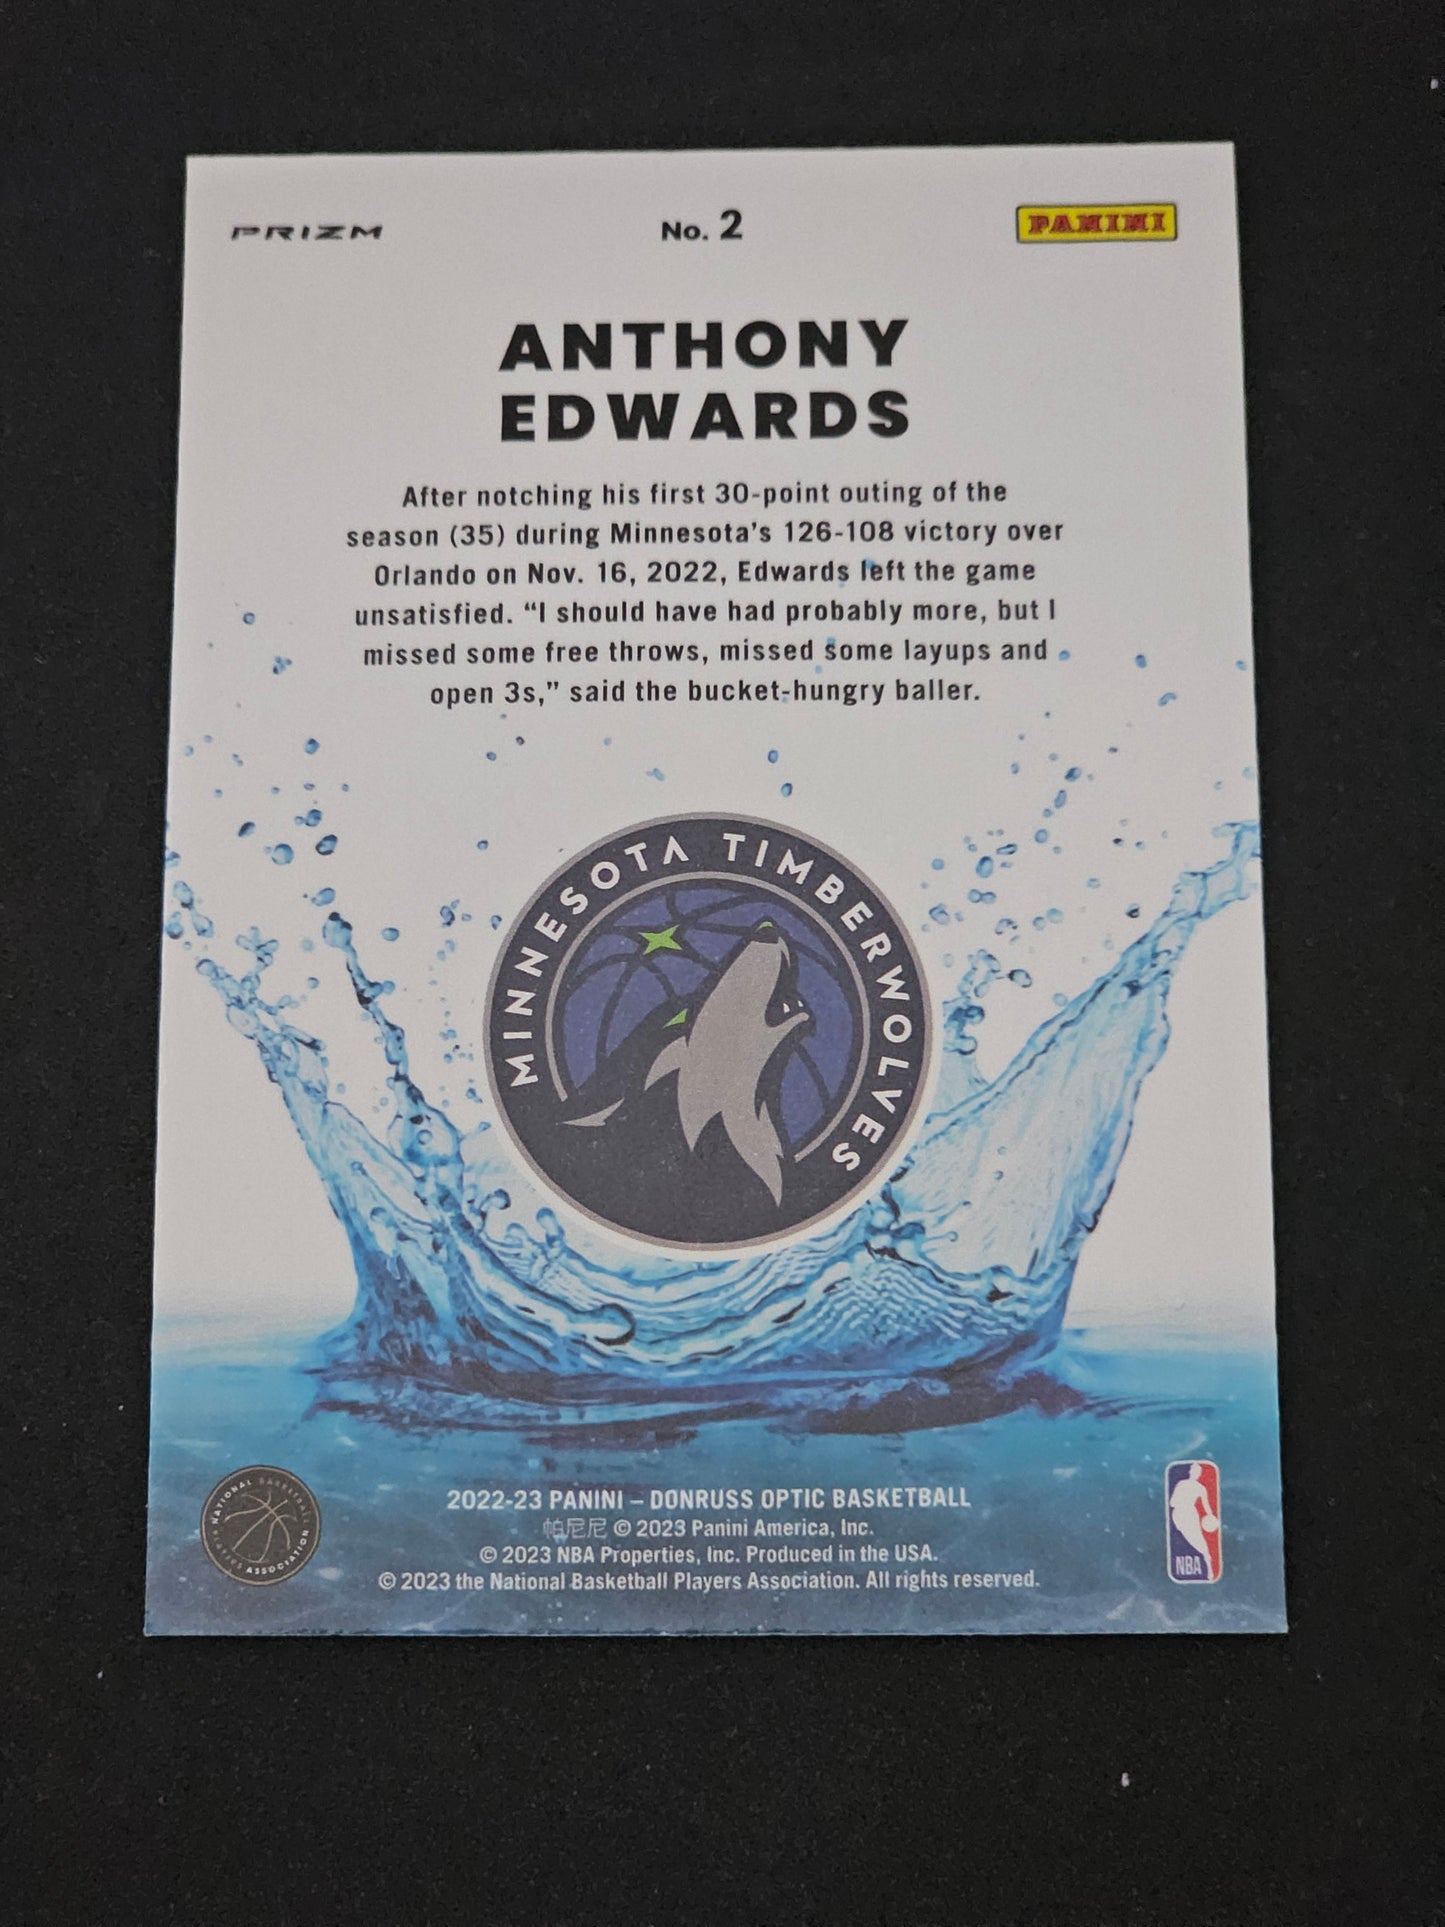 PRIZM No. 2 PANINI
ANTHONY
EDWARDS
After notching his first 30-point outing of the
season (35) during Minnesota's 126-108 victory over
Orlando on Nov. 16, 2022, Edwards left the game
unsatisfied. “I should have had probably more, but I
missed some free throws, missed some layups and
open 3s,” said the bucket-hungry baller.
MINNESOTA TIMBERWOLVES
NATIONAL BASKETBALL
PLAYERS ASSOCIATION
2022-23 PANINI – DONRUSS OPTIC BASKETBALL
帕尼尼 © 2023 Panini America, Inc.
© 2023 NBA Properties, Inc. Produced in the USA.
© 2023 the National Basketball Players Association. All rights reserved.
NBA